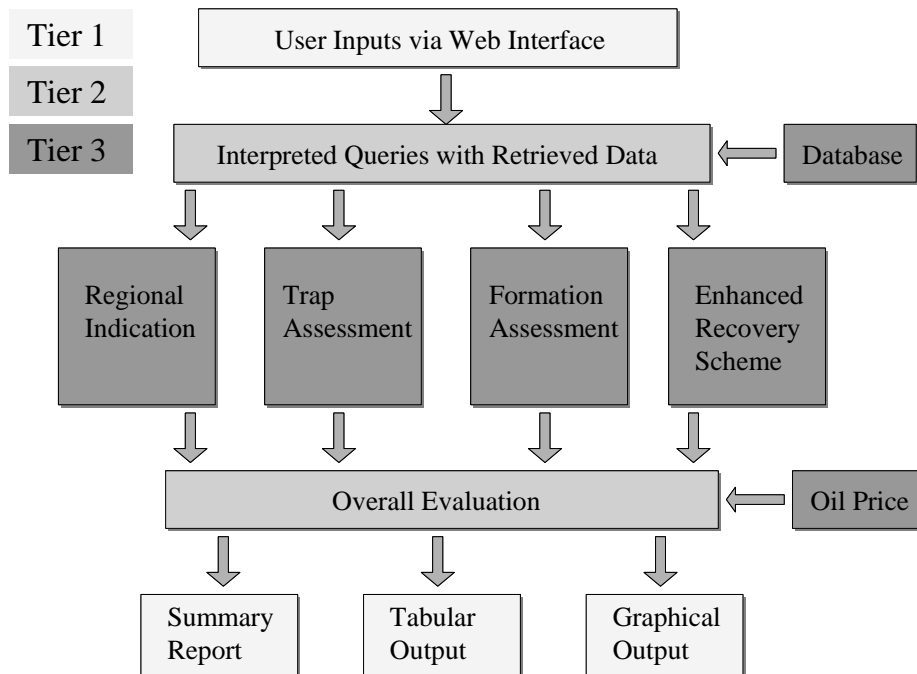 Tier 1
User Inputs via Web Interface
Tier 2
Tier 3
Interpreted Queries with Retrieved Data
Database
Regional
Indication
Trap
Assessment
Formation
Assessment
Enhanced
Recovery
Scheme
Overall Evaluation
Oil Price
Summary
Report
Tabular
Output
Graphical
Output